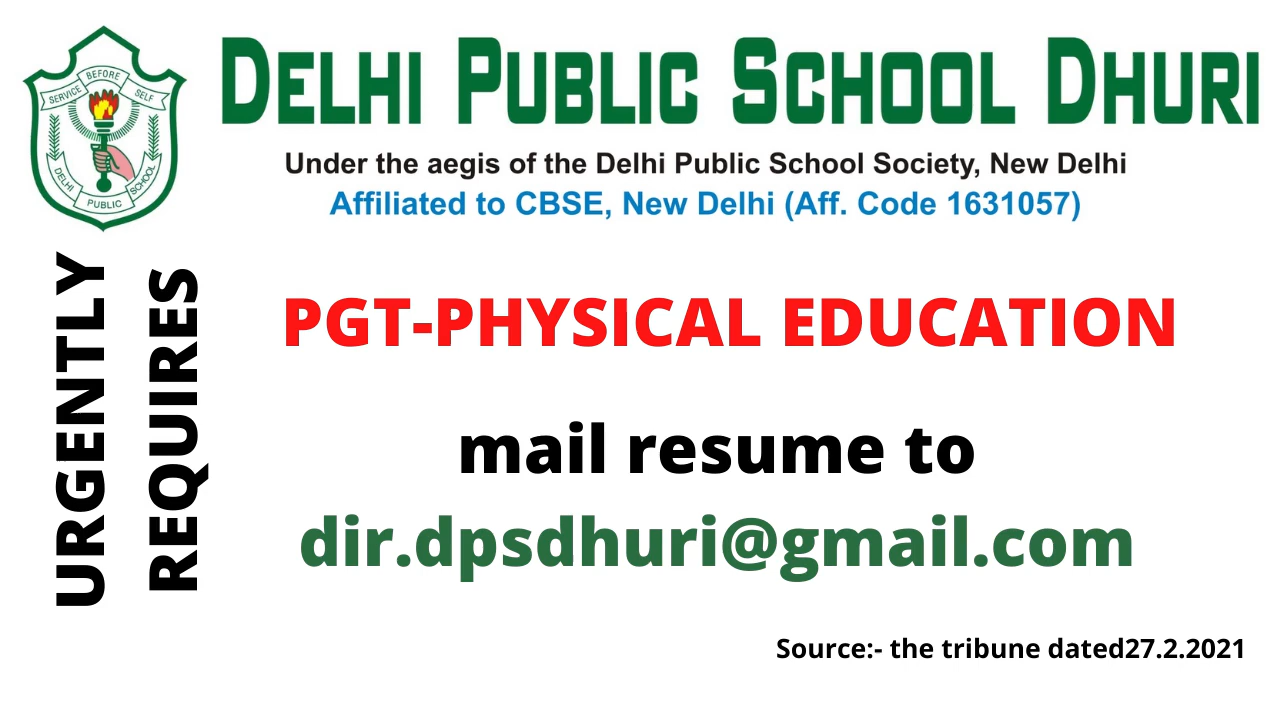 SERVICE BEFORE SELF
DELHI PUBLIC SCHOOL
DELHI PUBLIC SCHOOL DHURI
Under the aegis of the Delhi Public School Society, New Delhi
Affiliated to CBSE, New Delhi (Aff. Code 1631057)
URGENTLY
REQUIRES
PGT-PHYSICAL EDUCATION
mail resume to
dir.dpsdhuri@gmail.com
Source:- the tribune dated27.2.2021